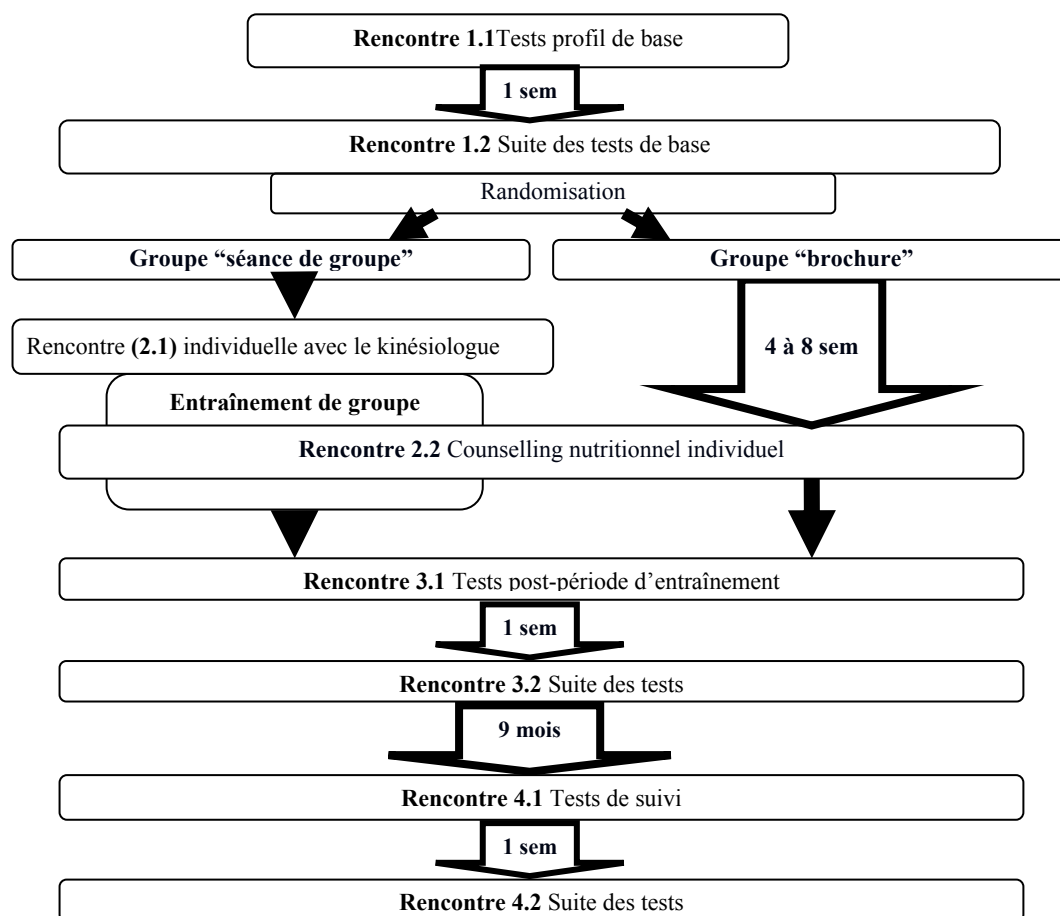 Rencontre 1.1Tests profil de base
1 sem
Rencontre 1.2 Suite des tests de base
Randomisation
Groupe “séance de groupe”
Groupe “brochure”
Rencontre (2.1) individuelle avec le kinésiologue
4 à 8 sem
Entraînement de groupe
Rencontre 2.2 Counselling nutritionnel individuel
Rencontre 3.1 Tests post-période d’entraînement
1 sem
Rencontre 3.2 Suite des tests
9 mois
Rencontre 4.1 Tests de suivi
1 sem
Rencontre 4.2 Suite des tests